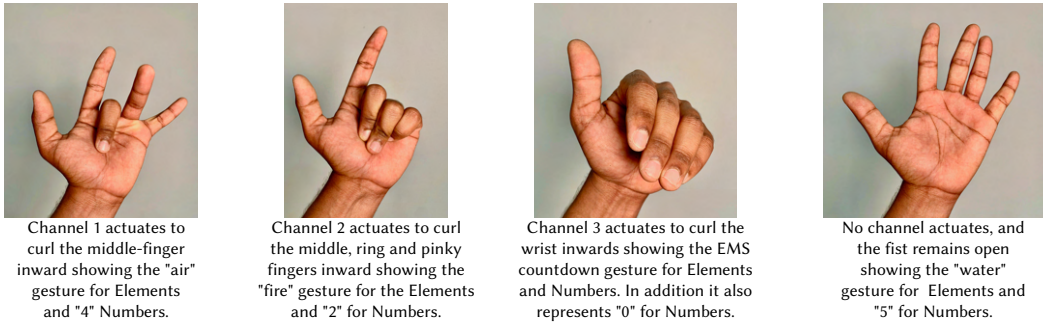 Channel 1 actuates to
curl the middle-finger
inward showing the "air"
gesture for Elements
and "4" Numbers.
Channel 2 actuates to curl
the middle, ring and pinky
fingers inward showing the
"fire" gesture for the Elements
and "2" for Numbers.
Channel 3 actuates to curl the
wrist inwards showing the EMS
countdown gesture for Elements
and Numbers. In addition it also
represents "0" for Numbers.
No channel actuates, and
the fist remains open
showing the "water"
gesture for Elements and
"5" for Numbers.